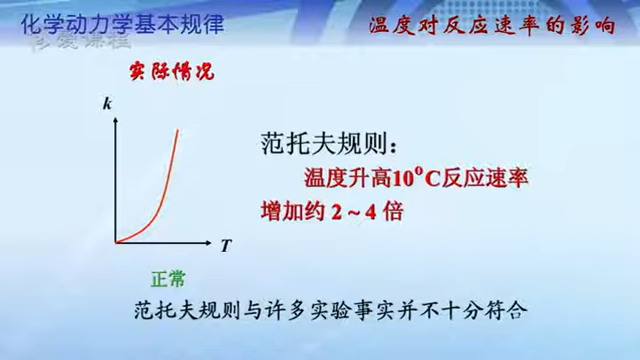 化学动力学基本规律
温度对反应速率的影响
爱课程
实际情况
k
范托夫规则：
温度升高10°C反应速率
增加约 2 ~ 4 倍
T
正常
范托夫规则与许多实验事实并不十分符合